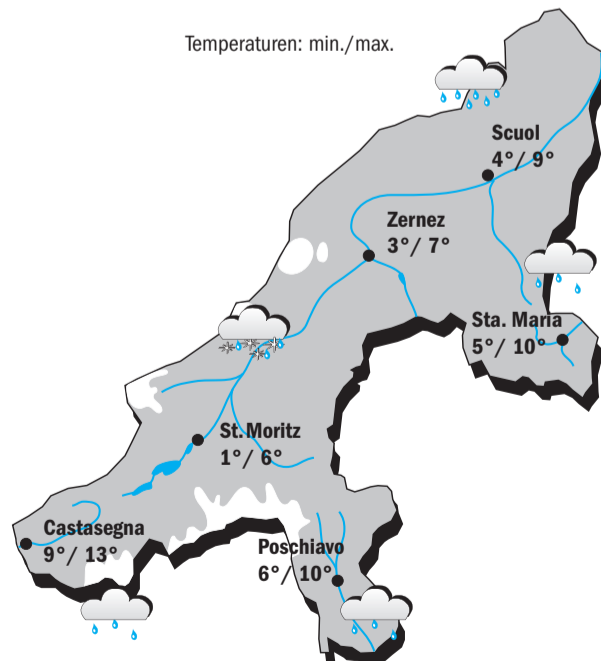 Temperaturen: min./max.
Scuol
4°/ 9°
Zernez
3°/ 7°
Sta. Maria
5°/ 10°
St. Moritz
1°/ 6°
Castasegna
9°/ 13°
Poschiavo
6°/ 10°